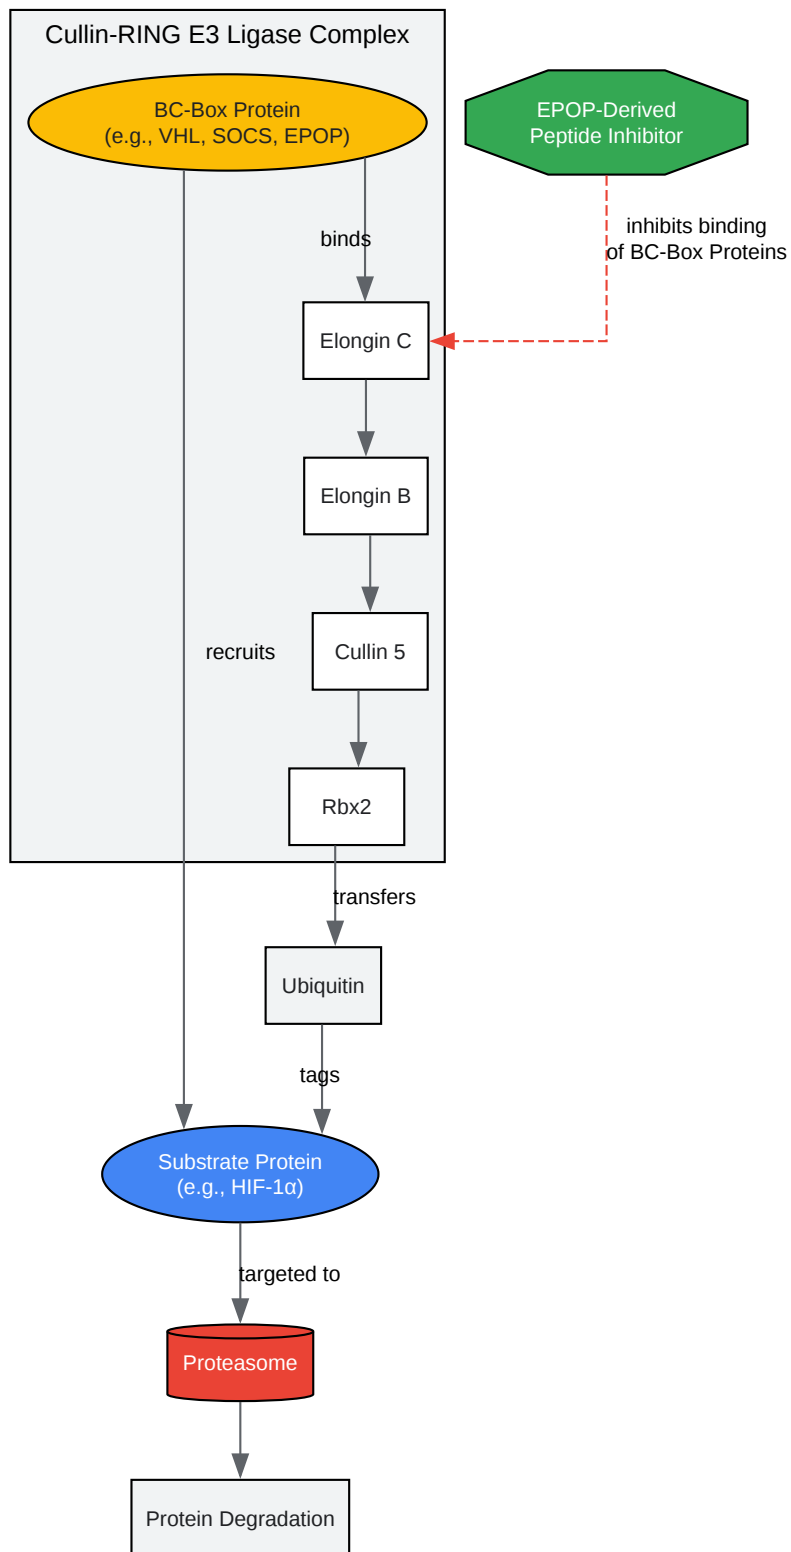 Cullin-RING E3 Ligase Complex
BC-Box Protein
(e.g., VHL, SOCS, EPOP)
EPOP-Derived
Peptide Inhibitor
binds
inhibits binding
of BC-Box Proteins
Elongin C
Elongin B
recruits
Cullin 5
Rbx2
transfers
Ubiquitin
tags
Substrate Protein
(e.g., HIF-1α)
targeted to
Proteasome
Protein Degradation